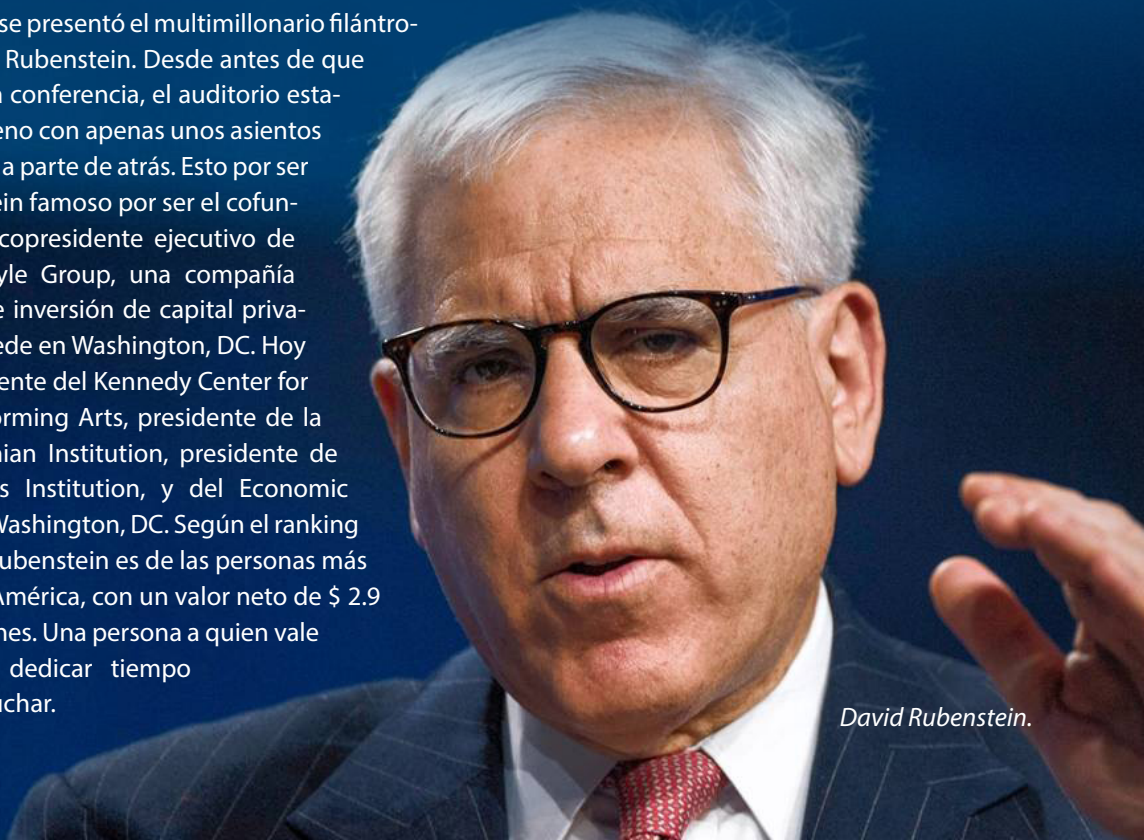 se presentó el multimillonario filántro-
Rubenstein. Desde antes de que
conferencia, el auditorio esta-
eno con apenas unos asientos
a parte de atrás. Esto por ser
ein famoso por ser el cofun-
copresidente ejecutivo de
yle Group, una compañía
e inversión de capital priva-
ede en Washington, DC. Hoy
ente del Kennedy Center for
orming Arts, presidente de la
nian Institution, presidente de
s Institution, y del Economic
Washington, DC. Según el ranking
ubenstein es de las personas más
América, con un valor neto de $ 2.9
nes. Una persona a quien vale
dedicar tiempo
uchar.
David Rubenstein.